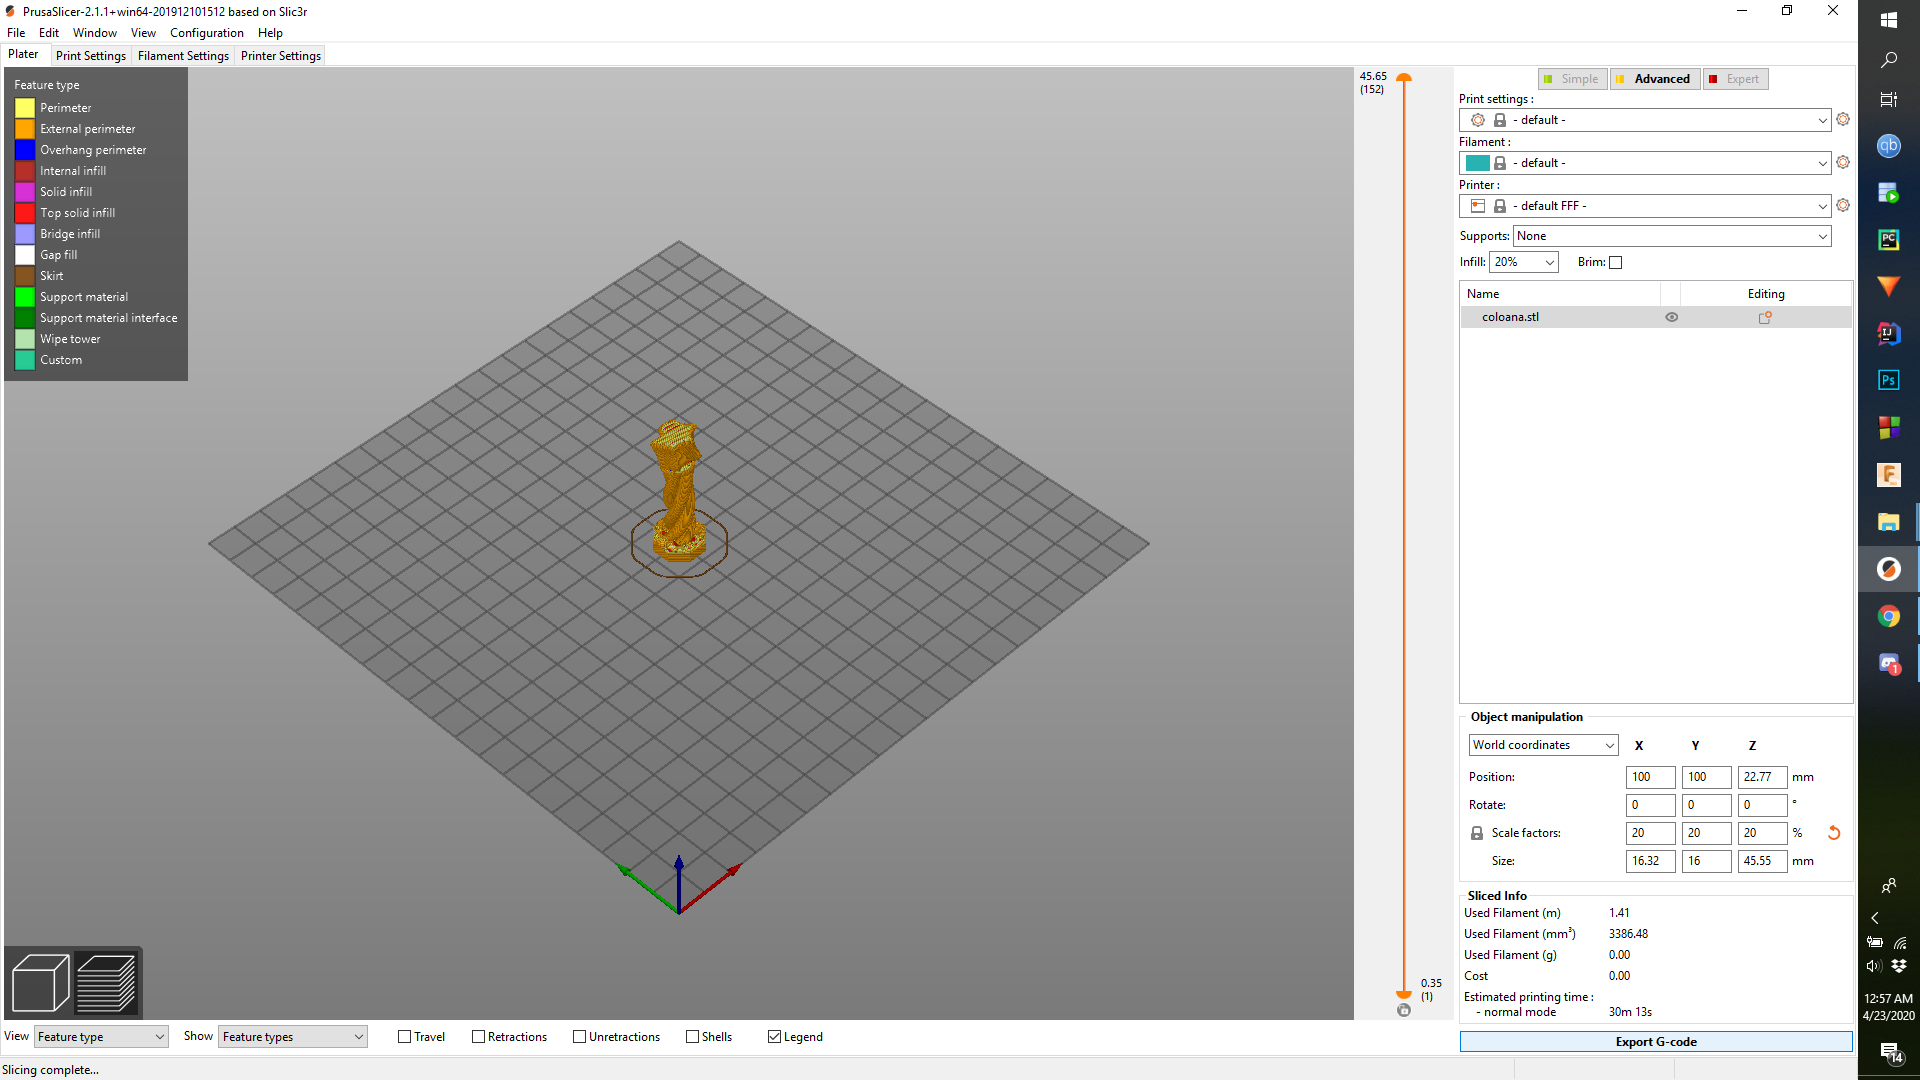 PrusaSlicer-2.1.1+win64-201912101512 based on Slic3r
File Edit Window View Configuration Help
Plater Print Settings Filament Settings Printer Settings
Feature type
Perimeter
External perimeter
Overhang perimeter
Internal infill
Solid infill
Top solid infill
Bridge infill
Gap fill
Skirt
Support material
Support material interface
Wipe tower
Custom
45.65
(152)
0.35
(1)
Simple Advanced Expert
Print settings :
- default -
Filament :
- default -
Printer :
- default FFF -
Supports: None
Infill: 20% Brim:
Name Editing
coloana.stl
Object manipulation
World coordinates X Y Z
Position: 100 100 22.77 mm
Rotate: 0 0 0 °
Scale factors: 20 20 20 %
Size: 16.32 16 45.55 mm
Sliced Info
Used Filament (m) 1.41
Used Filament (mm³) 3386.48
Used Filament (g) 0.00
Cost 0.00
Estimated printing time :
- normal mode 30m 13s
Export G-code
View Feature type Show Feature types Travel Retractions Unretractions Shells Legend
Slicing complete...
qb
PC
IJ
Ps
F
1
12:57 AM
4/23/2020
14